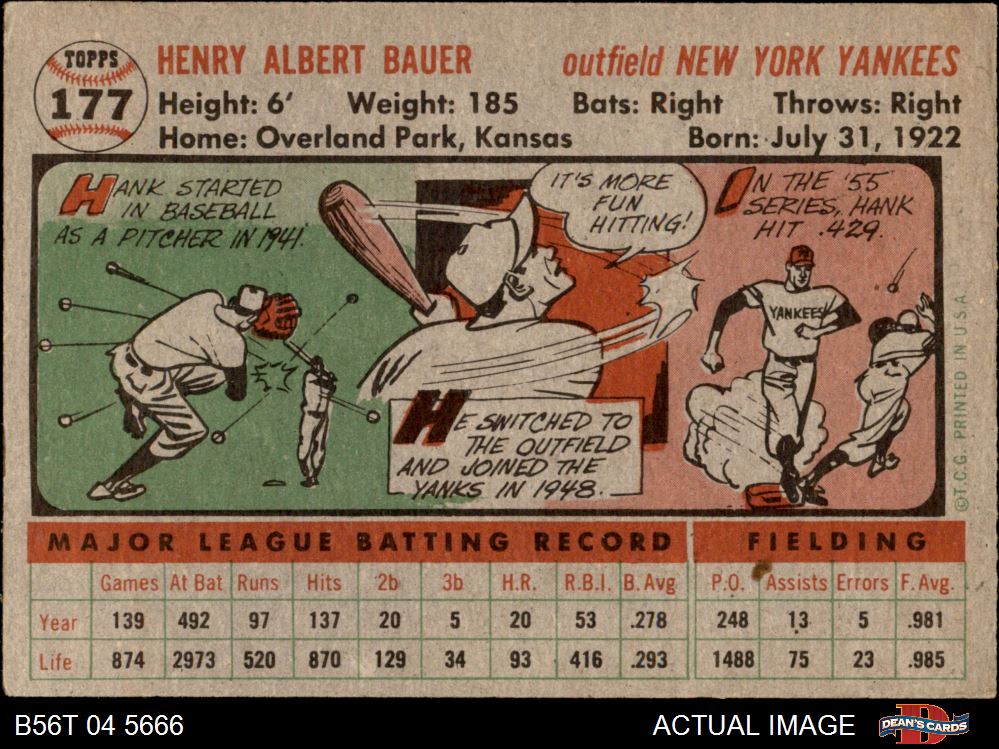 TOPPS
177
HENRY ALBERT BAUER outfield NEW YORK YANKEES
Height: 6' Weight: 185 Bats: Right Throws: Right
Home: Overland Park, Kansas Born: July 31, 1922
HANK STARTED
IN BASEBALL
AS A PITCHER IN 1941.
IT'S MORE
FUN
HITTING!
HE SWITCHED TO
THE OUTFIELD
AND JOINED THE
YANKS IN 1948.
IN THE '55
SERIES, HANK
HIT .429.
YANKEES
©T.C.G. PRINTED IN U.S.A.
MAJOR LEAGUE BATTING RECORD FIELDING
Games At Bat Runs Hits 2b 3b H.R. R.B.I. B. Avg P.O. Assists Errors F. Avg.
Year 139 492 97 137 20 5 20 53 .278 248 13 5 .981
Life 874 2973 520 870 129 34 93 416 .293 1488 75 23 .985
B56T 04 5666 ACTUAL IMAGE DEAN'S CARDS